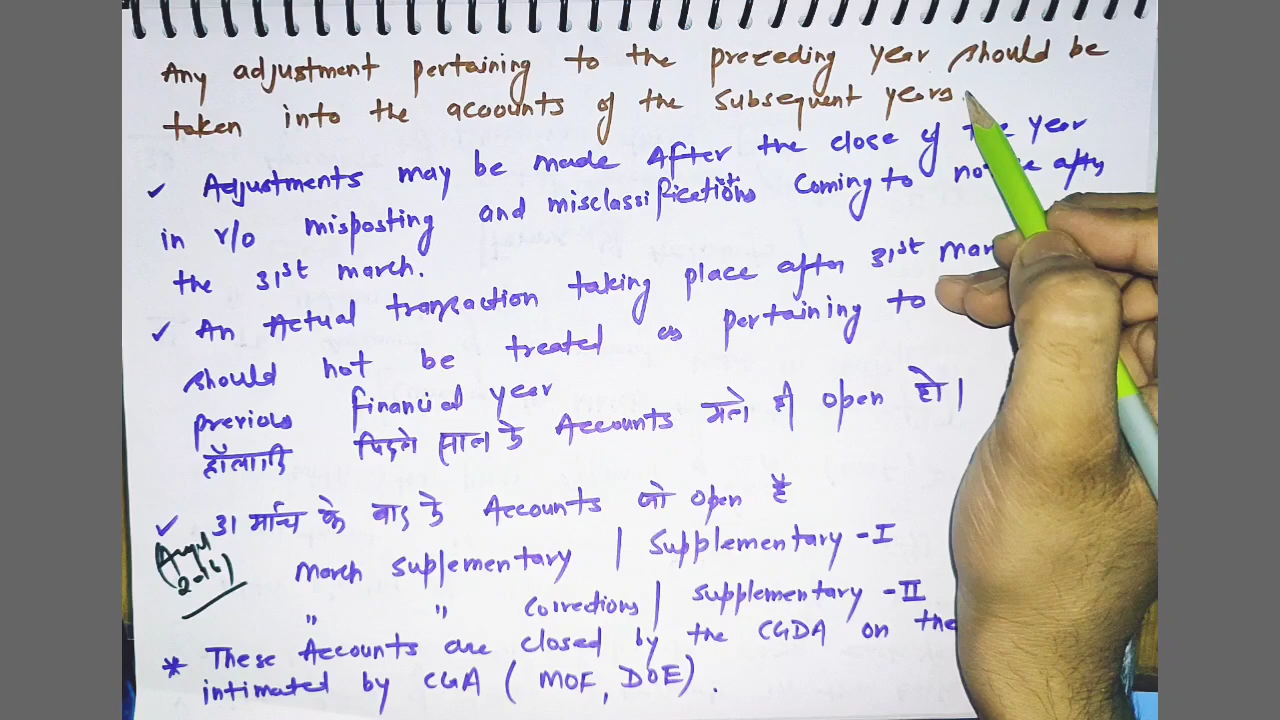 Any adjustment pertaining to the preceding year should be
taken into the accounts of the subsequent years.
✓ Adjustments may be made After the close of the year
in r/o misposting and misclassifications coming to notice after
the 31st march.
✓ An Actual transaction taking place after 31st mar
should not be treated as pertaining to
previous financial year
हाँलाकि पिछले साल के Accounts भले ही open हो।
✓ 31 मार्च के बाद के Accounts जो open है
March suplementary | Supplementary - I
" " Corrections | supplementary - II
* These Accounts are closed by the CGDA on the
intimated by CGA ( MOF, DOE).